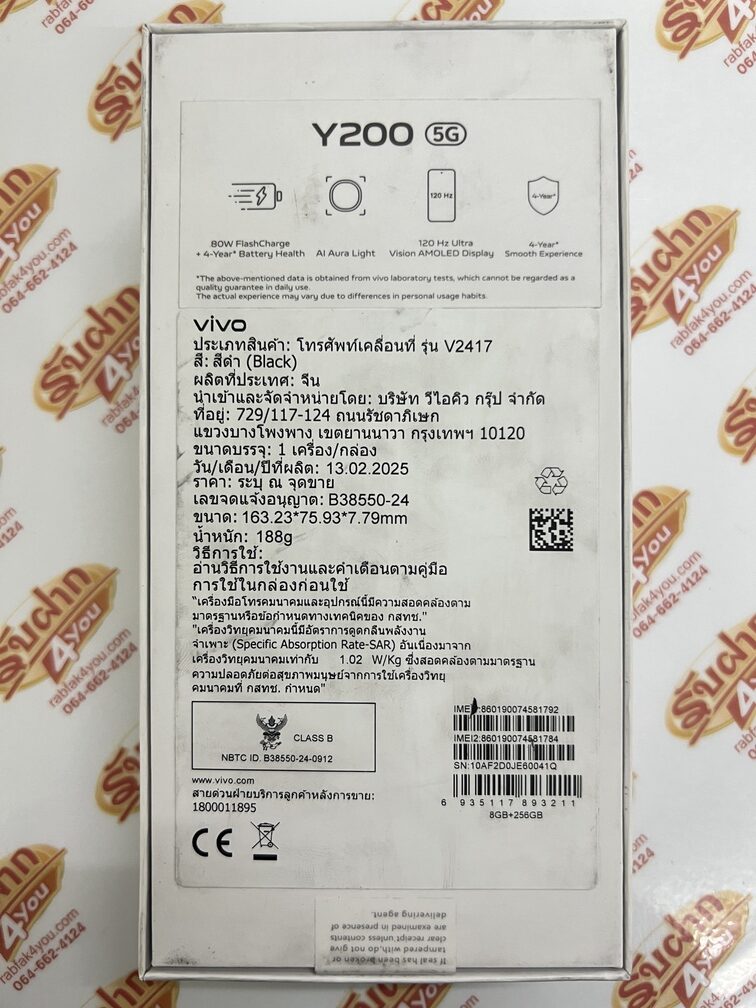 Y200 5G
120 Hz
4-Year*
80W FlashCharge
+ 4-Year* Battery Health
AI Aura Light
120 Hz Ultra
Vision AMOLED Display
4-Year*
Smooth Experience
*The above-mentioned data is obtained from vivo laboratory tests, which cannot be regarded as a
quality guarantee in daily use.
The actual experience may vary due to differences in personal usage habits.
vivo
ประเภทสินค้า: โทรศัพท์เคลื่อนที่ รุ่น V2417
สี: สีดำ (Black)
ผลิตที่ประเทศ: จีน
นำเข้าและจัดจำหน่ายโดย: บริษัท วีไอคิว กรุ๊ป จำกัด
ที่อยู่: 729/117-124 ถนนรัชดาภิเษก
แขวงบางโพงพาง เขตยานนาวา กรุงเทพฯ 10120
ขนาดบรรจุ: 1 เครื่อง/กล่อง
วัน/เดือน/ปีที่ผลิต: 13.02.2025
ราคา: ระบุ ณ จุดขาย
เลขจดแจ้งอนุญาต: B38550-24
ขนาด: 163.23*75.93*7.79mm
น้ำหนัก: 188g
วิธีการใช้:
อ่านวิธีการใช้งานและคำเตือนตามคู่มือ
การใช้ในกล่องก่อนใช้
"เครื่องมือโทรคมนาคมและอุปกรณ์นี้มีความสอดคล้องตาม
มาตรฐานหรือข้อกำหนดทางเทคนิคของ กสทช."
"เครื่องวิทยุคมนาคมนี้มีอัตราการดูดกลืนพลังงาน
จำเพาะ (Specific Absorption Rate-SAR) อันเนื่องมาจาก
เครื่องวิทยุคมนาคมเท่ากับ 1.02 W/Kg ซึ่งสอดคล้องตามมาตรฐาน
ความปลอดภัยต่อสุขภาพมนุษย์จากการใช้เครื่องวิทยุ
คมนาคมที่ กสทช. กำหนด"
CLASS B
NBTC ID. B38550-24-0912
www.vivo.com
สายด่วนฝ่ายบริการลูกค้าหลังการขาย:
1800011895
CE
:860190074581792
IMEI2:860190074581784
SN:10AF2D0JE60041Q
6 935117 893211
8GB+256GB
If seal has been broken or
tampered with,do not give
clear receipt unless contents
are examined in presence of
delivering agent.
รับฝาก
4you
rabfak4you.com
064-662-4124